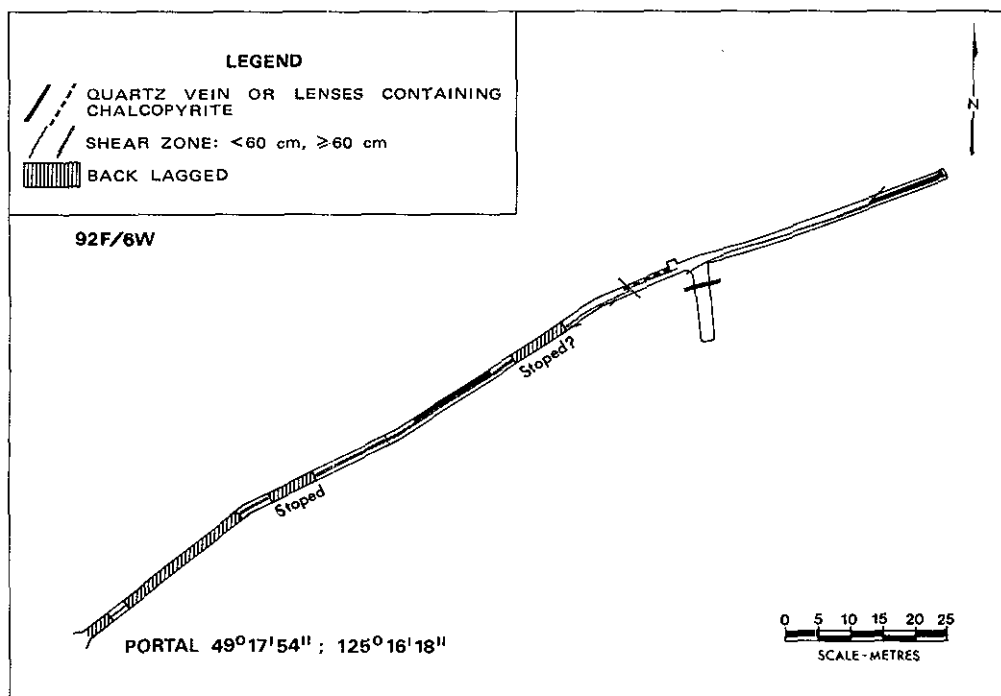 LEGEND
QUARTZ VEIN OR LENSES CONTAINING
CHALCOPYRITE
SHEAR ZONE: <60 cm, ≥60 cm
BACK LAGGED
N
92F/6W
Stoped?
Stoped
PORTAL 49°17'54"; 125°16'18"
0 5 10 15 20 25
SCALE-METRES